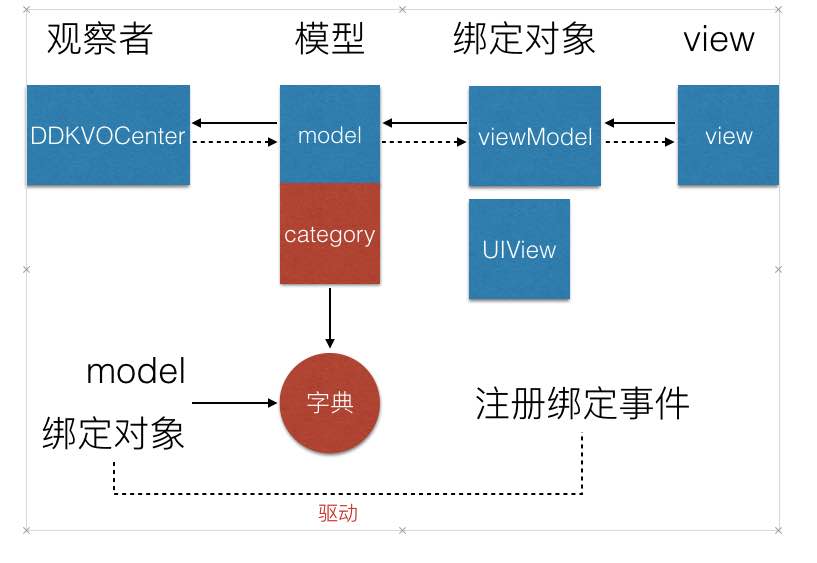 观察者
模型
绑定对象
view
DDKVOCenter
model
viewModel
view
category
UIView
model
绑定对象
字典
注册绑定事件
驱动